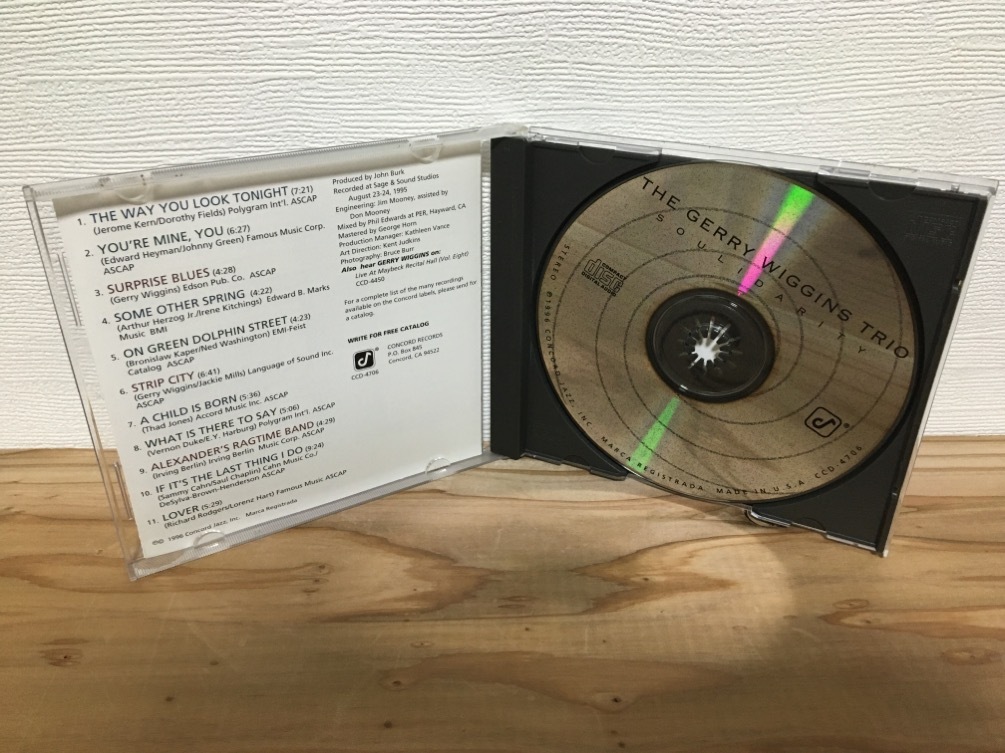 1. THE WAY YOU LOOK TONIGHT (7:21)
(Jerome Kern/Dorothy Fields) Polygram Int'l. ASCAP
2. YOU'RE MINE, YOU (6:27)
(Edward Heyman/Johnny Green) Famous Music Corp.
ASCAP
3. SURPRISE BLUES (4:28)
(Gerry Wiggins) Edson Pub. Co. ASCAP
4. SOME OTHER SPRING (4:22)
(Arthur Herzog Jr./Irene Kitchings) Edward B. Marks
Music BMI
5. ON GREEN DOLPHIN STREET (4:23)
(Bronislaw Kaper/Ned Washington) EMI-Feist
Catalog ASCAP
6. STRIP CITY (6:41)
(Gerry Wiggins/Jackie Mills) Language of Sound Inc.
ASCAP
7. A CHILD IS BORN (5:36)
(Thad Jones) Accord Music Inc. ASCAP
8. WHAT IS THERE TO SAY (5:06)
(Vernon Duke/E.Y. Harburg) Polygram Int'l. ASCAP
9. ALEXANDER'S RAGTIME BAND (4:29)
(Irving Berlin) Irving Berlin Music Corp. ASCAP
10. IF IT'S THE LAST THING I DO (9:24)
(Sammy Cahn/Saul Chaplin) Cahn Music Co./
DeSylva-Brown-Henderson ASCAP
11. LOVER (5:29)
(Richard Rodgers/Lorenz Hart) Famous Music ASCAP
℗© 1996 Concord Jazz, Inc. Marca Registrada
Produced by John Burk
Recorded at Sage & Sound Studios
August 23-24, 1995
Engineering: Jim Mooney, assisted by
Don Mooney
Mixed by Phil Edwards at PER, Hayward, CA
Mastered by George Horn
Production Manager: Kathleen Vance
Art Direction: Kent Judkins
Photography: Bruce Burr
Also hear GERRY WIGGINS on:
Live At Maybeck Recital Hall (Vol. Eight)
CCD-4450
For a complete list of the many recordings
available on the Concord labels, please send for
a catalog.
WRITE FOR FREE CATALOG
CONCORD RECORDS
P.O. Box 845
Concord, CA 94522
CCD-4706
THE GERRY WIGGINS TRIO
SOULIDARITY
COMPACT
disc
DIGITAL AUDIO
STEREO ©1996 CONCORD JAZZ, INC. MARCA REGISTRADA MADE IN U.S.A. CCD-4706